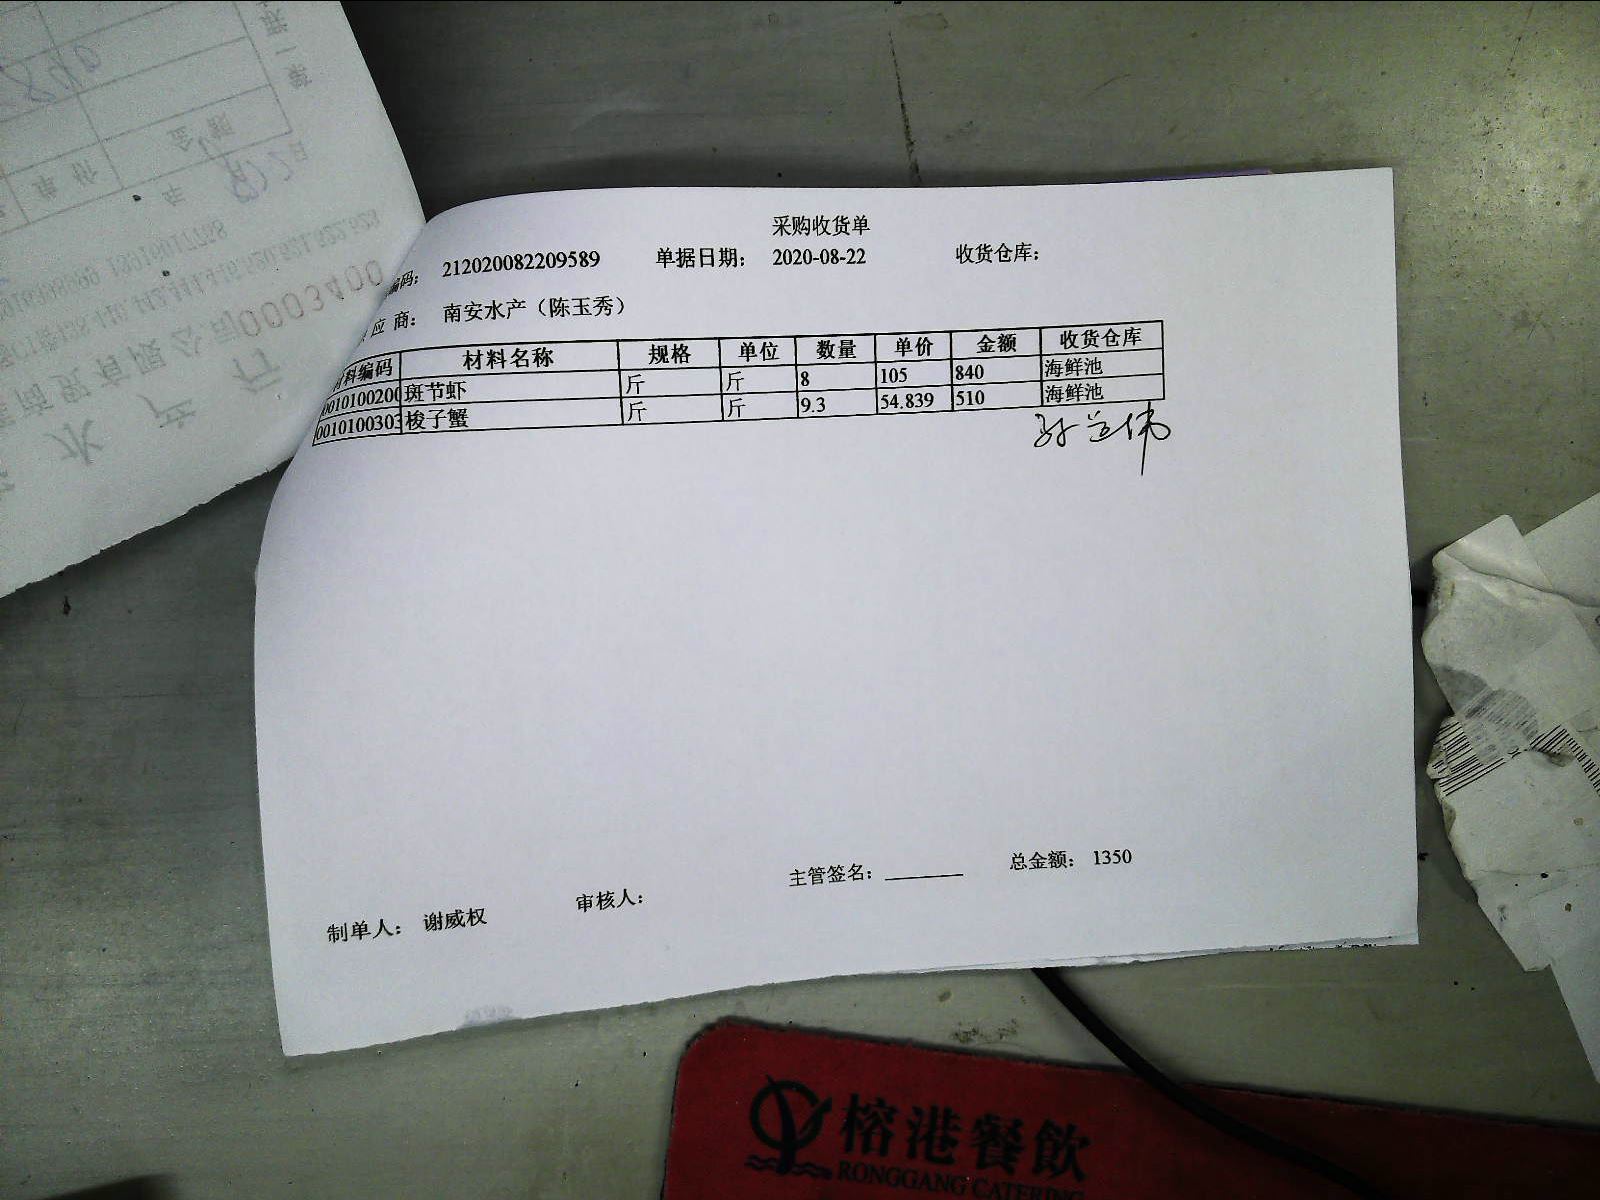 采购收货单
编码： 212020082209589 单据日期： 2020-08-22 收货仓库：
应商： 南安水产（陈玉秀）
材料编码 材料名称 规格 单位 数量 单价 金额 收货仓库
0010100200 斑节虾 斤 斤 8 105 840 海鲜池
0010100303 梭子蟹 斤 斤 9.3 54.839 510 海鲜池
制单人： 谢威权 审核人： 主管签名：______ 总金额： 1350
榕港餐飲
RONGGANG CATERING
0003400